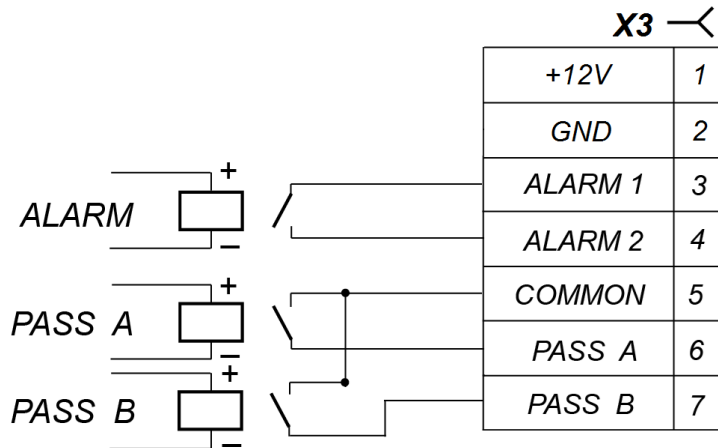 X3
+12V 1
GND 2
+
ALARM 1 3
ALARM
− ALARM 2 4
+ COMMON 5
PASS A
− PASS A 6
+
PASS B 7
PASS B
−